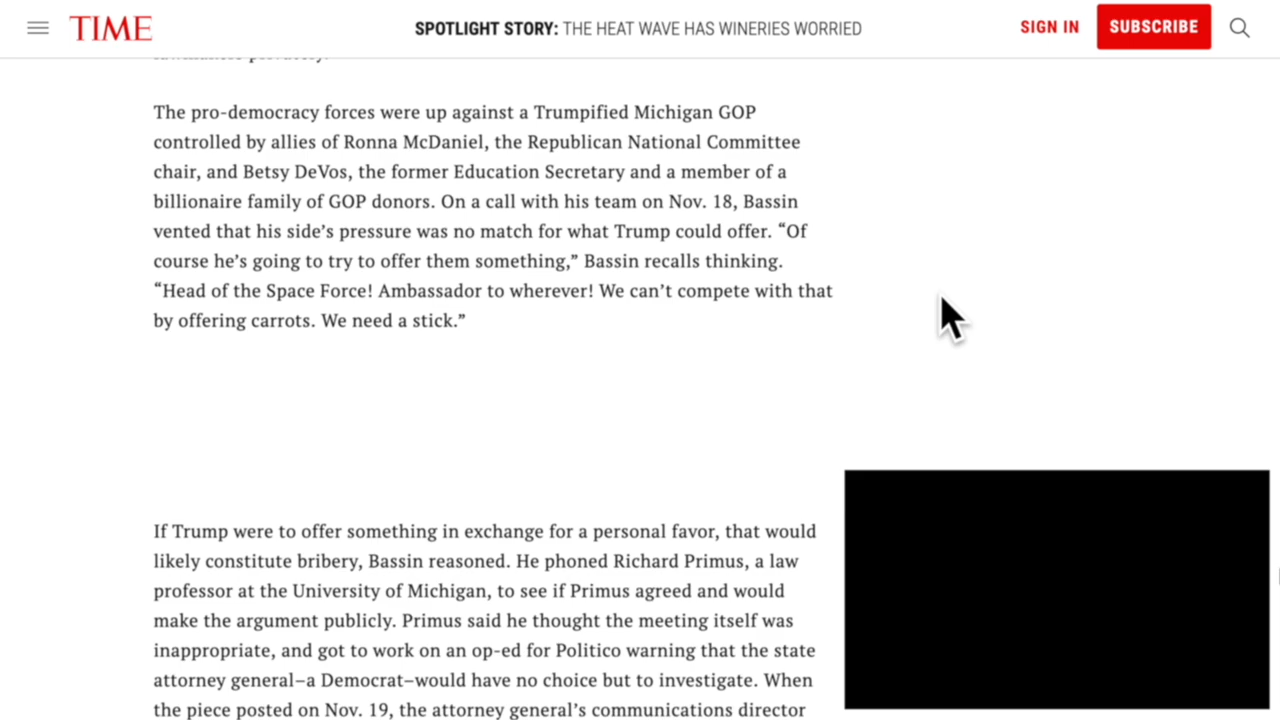 TIME
SPOTLIGHT STORY: THE HEAT WAVE HAS WINERIES WORRIED
SIGN IN
SUBSCRIBE
The pro-democracy forces were up against a Trumpified Michigan GOP
controlled by allies of Ronna McDaniel, the Republican National Committee
chair, and Betsy DeVos, the former Education Secretary and a member of a
billionaire family of GOP donors. On a call with his team on Nov. 18, Bassin
vented that his side’s pressure was no match for what Trump could offer. “Of
course he’s going to try to offer them something,” Bassin recalls thinking.
“Head of the Space Force! Ambassador to wherever! We can’t compete with that
by offering carrots. We need a stick.”
If Trump were to offer something in exchange for a personal favor, that would
likely constitute bribery, Bassin reasoned. He phoned Richard Primus, a law
professor at the University of Michigan, to see if Primus agreed and would
make the argument publicly. Primus said he thought the meeting itself was
inappropriate, and got to work on an op-ed for Politico warning that the state
attorney general–a Democrat–would have no choice but to investigate. When
the piece posted on Nov. 19, the attorney general’s communications director